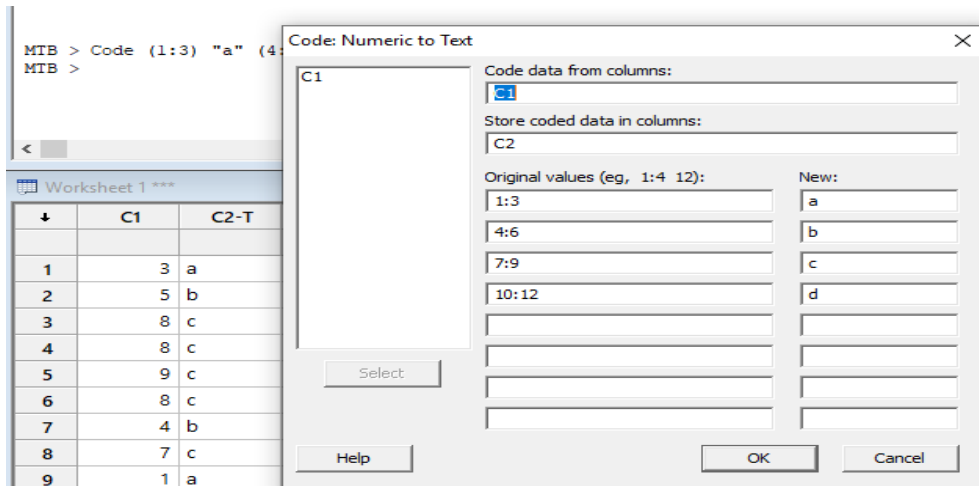 MTB > Code (1:3) "a" (4:
MTB >
<
Worksheet 1 ***
↓ C1 C2-T
1 3 a
2 5 b
3 8 c
4 8 c
5 9 c
6 8 c
7 4 b
8 7 c
9 1 a
Code: Numeric to Text
C1
Code data from columns:
C1
Store coded data in columns:
C2
Original values (eg, 1:4 12): New:
1:3 a
4:6 b
7:9 c
10:12 d
Select
Help OK Cancel